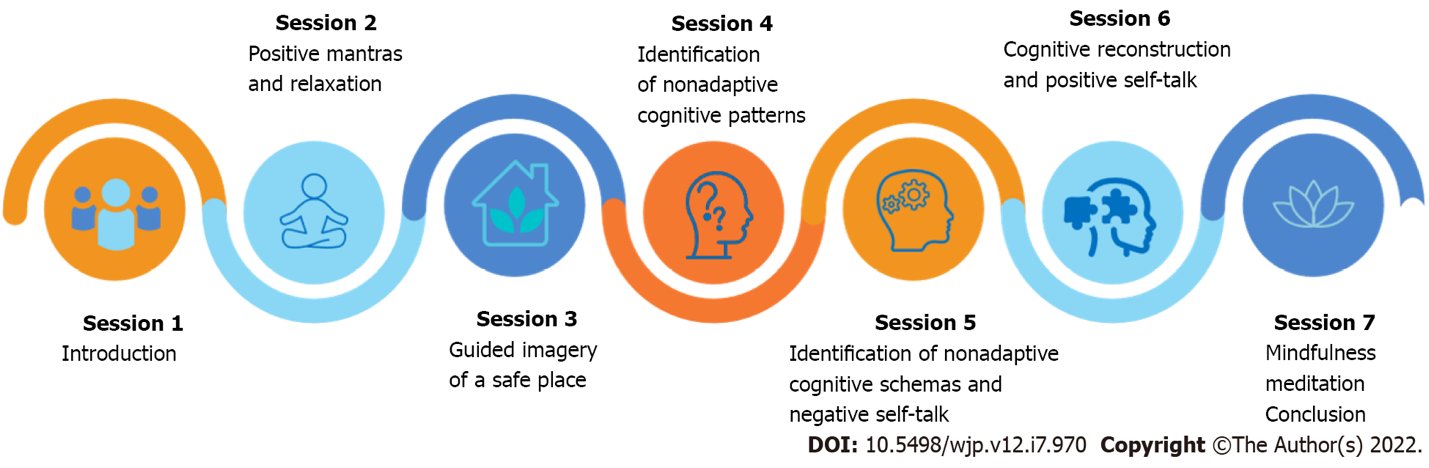 Session 1
Introduction
Session 2
Positive mantras
and relaxation
Session 3
Guided imagery
of a safe place
Session 4
Identification
of nonadaptive
cognitive patterns
Session 5
Identification of nonadaptive
cognitive schemas and
negative self-talk
Session 6
Cognitive reconstruction
and positive self-talk
Session 7
Mindfulness
meditation
Conclusion
DOI: 10.5498/wjp.v12.i7.970 Copyright ©The Author(s) 2022.